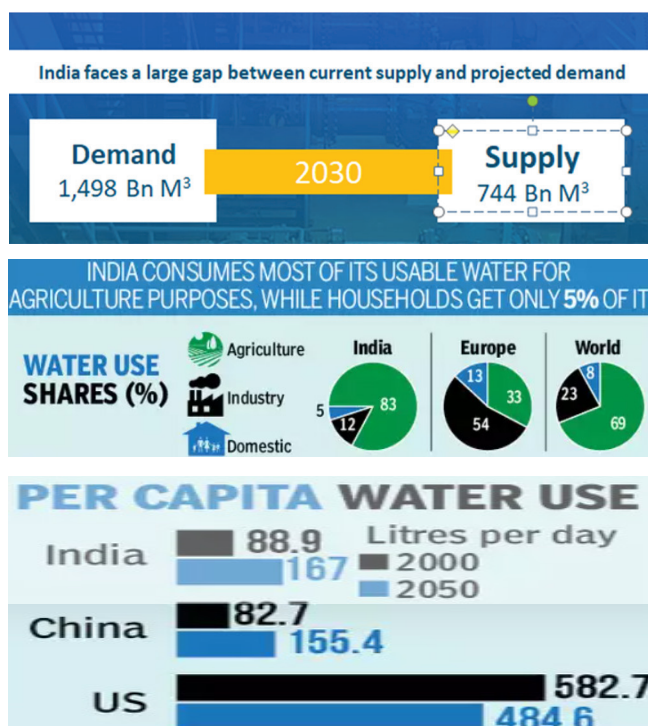 India faces a large gap between current supply and projected demand
Demand
1,498 Bn M³
2030
Supply
744 Bn M³
INDIA CONSUMES MOST OF ITS USABLE WATER FOR
AGRICULTURE PURPOSES, WHILE HOUSEHOLDS GET ONLY 5% OF IT
WATER USE
SHARES (%)
Agriculture
Industry
Domestic
India
5
12
83
Europe
13
33
54
World
8
23
69
PER CAPITA WATER USE
Litres per day
2000
2050
India
88.9
167
China
82.7
155.4
US
582.7
484.6